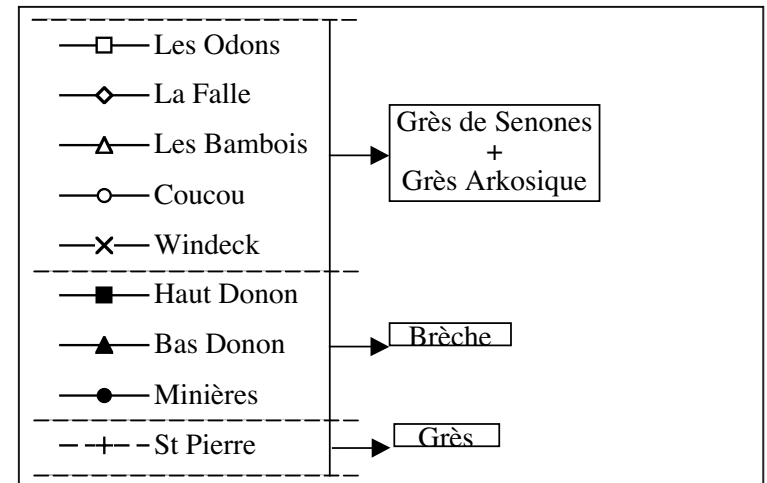 Les Odons
La Falle
Les Bambois
Coucou
Windeck
Grès de Senones
+
Grès Arkosique
Haut Donon
Bas Donon
Minières
Brèche
St Pierre
Grès